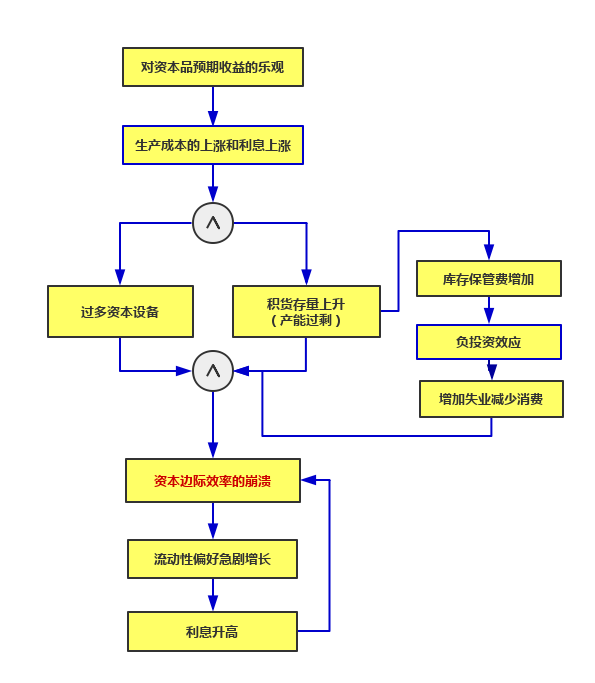 对资本品预期收益的乐观
生产成本的上涨和利息上涨
∧
过多资本设备
积货存量上升
（产能过剩）
库存保管费增加
负投资效应
增加失业减少消费
∧
资本边际效率的崩溃
流动性偏好急剧增长
利息升高